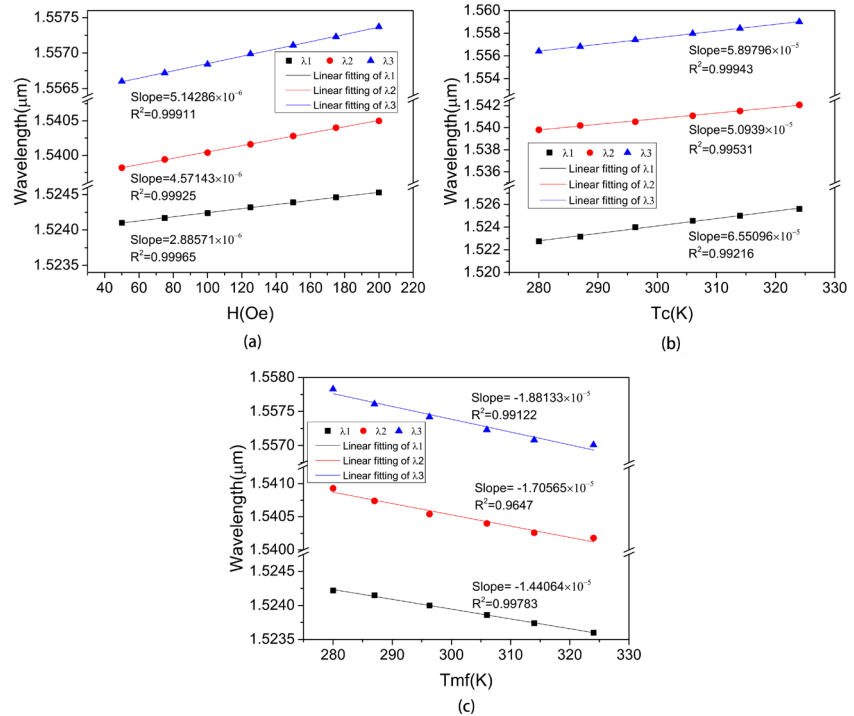 1.5575
1.5570
1.5565
1.5405
1.5400
1.5245
1.5240
1.5235
Wavelength(μm)
λ1 λ2 λ3
Linear fitting of λ1
Linear fitting of λ2
Linear fitting of λ3
Slope=5.14286×10⁻⁶
R²=0.99911
Slope=4.57143×10⁻⁶
R²=0.99925
Slope=2.88571×10⁻⁶
R²=0.99965
40 60 80 100 120 140 160 180 200 220
H(Oe)
(a)
1.560
1.558
1.556
1.554
1.542
1.540
1.538
1.536
1.526
1.524
1.522
1.520
Wavelength(μm)
Slope=5.89796×10⁻⁵
R²=0.99943
Slope=5.0939×10⁻⁵
R²=0.99531
λ1 λ2 λ3
Linear fitting of λ1
Linear fitting of λ2
Linear fitting of λ3
Slope=6.55096×10⁻⁵
R²=0.99216
280 290 300 310 320 330
Tc(K)
(b)
1.5580
1.5575
1.5570
1.5410
1.5405
1.5400
1.5245
1.5240
1.5235
Wavelength(μm)
Slope= -1.88133×10⁻⁵
R²=0.99122
λ1 λ2 λ3
Linear fitting of λ1
Linear fitting of λ2
Linear fitting of λ3
Slope= -1.70565×10⁻⁵
R²=0.9647
Slope= -1.44064×10⁻⁵
R²=0.99783
280 290 300 310 320 330
Tmf(K)
(c)